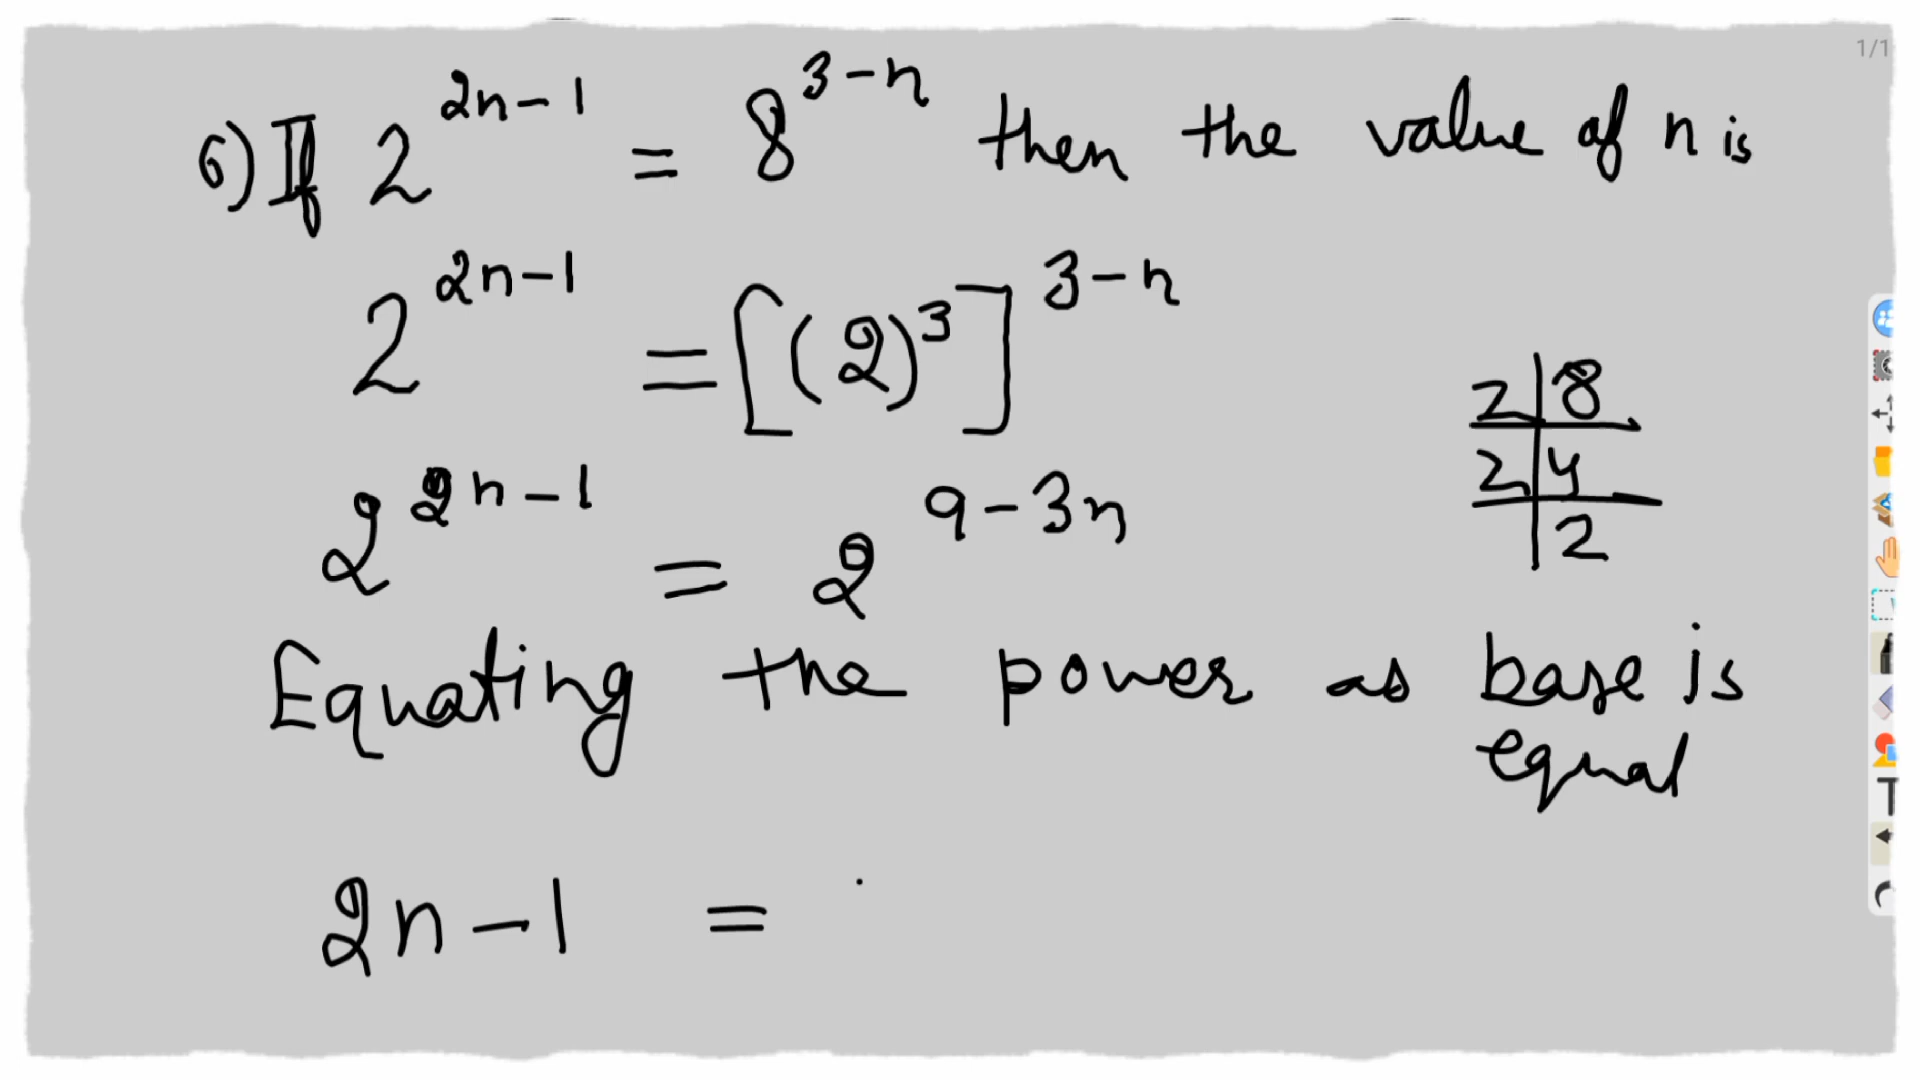 1/1
6) If 2^{2n-1} = 8^{3-n} then the value of n is
2^{2n-1} = [(2)^3]^{3-n}
2 | 8
2 | 4
2
2^{2n-1} = 2^{9-3n}
Equating the power as base is
equal
2n-1 =
T